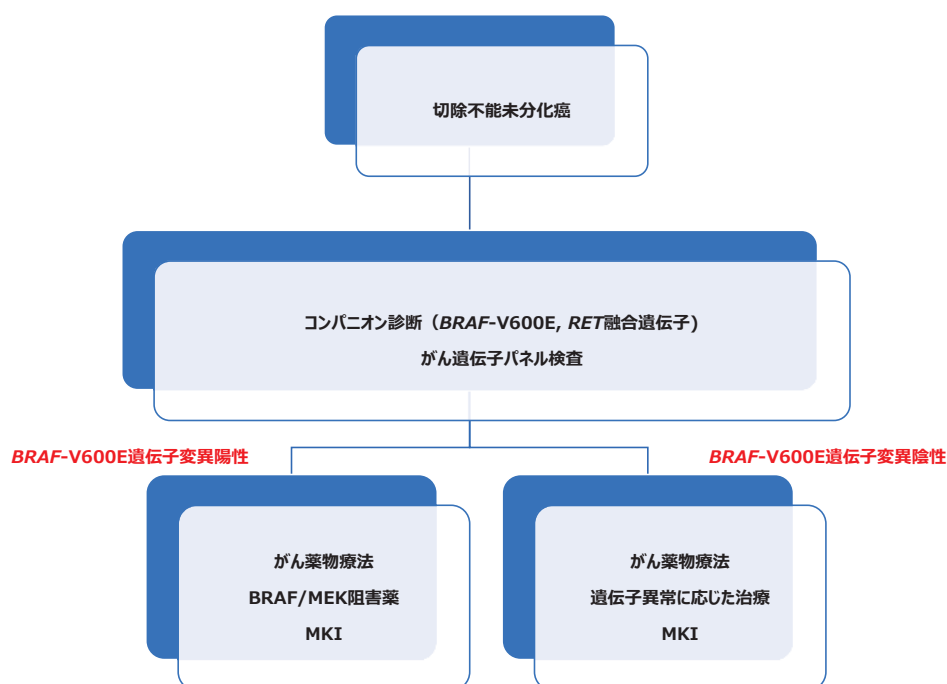 切除不能未分化癌
コンパニオン診断（BRAF-V600E, RET融合遺伝子)
がん遺伝子パネル検査
BRAF-V600E遺伝子変異陽性
BRAF-V600E遺伝子変異陰性
がん薬物療法
BRAF/MEK阻害薬
MKI
がん薬物療法
遺伝子異常に応じた治療
MKI